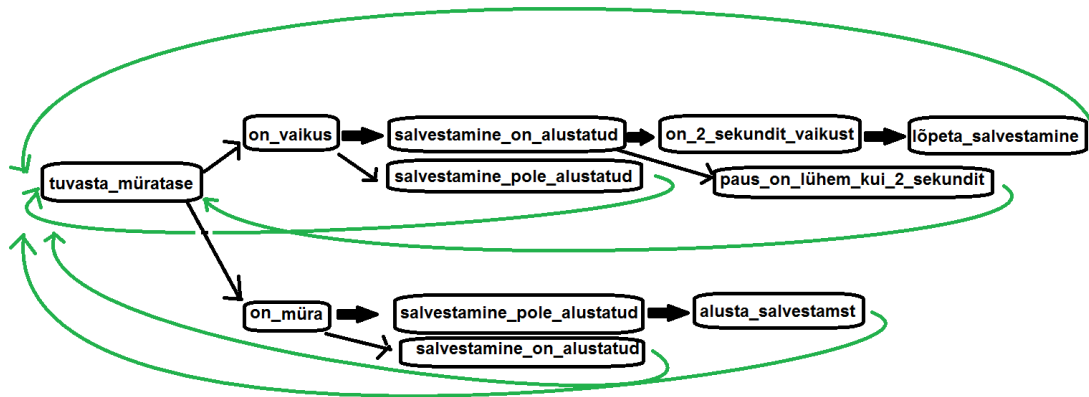 on_vaikus
salvestamine_on_alustatud
on_2_sekundit_vaikust
lõpeta_salvestamine
tuvasta_müratase
salvestamine_pole_alustatud
paus_on_lühem_kui_2_sekundit
on_müra
salvestamine_pole_alustatud
alusta_salvestamst
salvestamine_on_alustatud